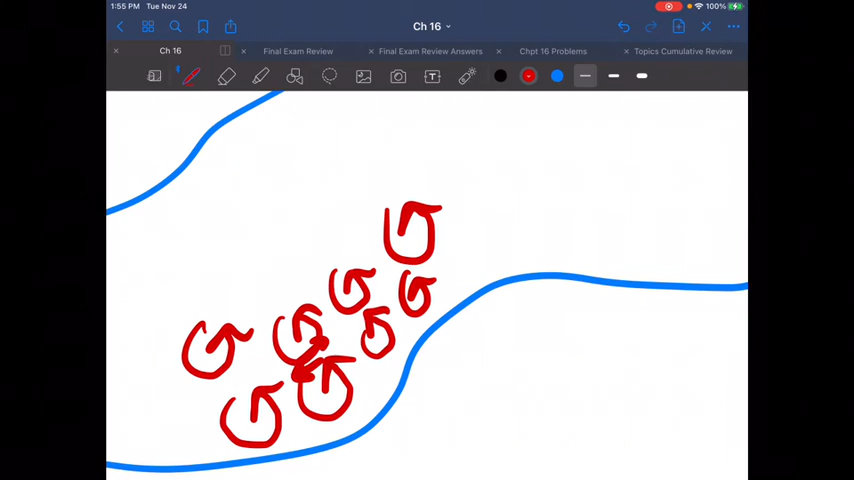 1:55 PM Tue Nov 24
100%
Ch 16
Ch 16
Final Exam Review
Final Exam Review Answers
Chpt 16 Problems
Topics Cumulative Review
T